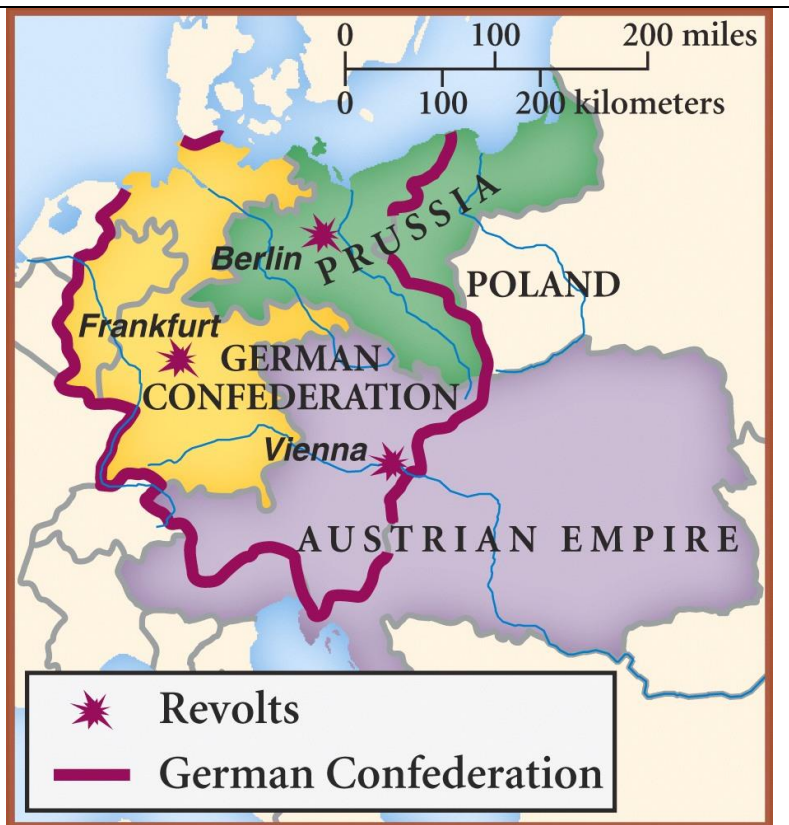 0 100 200 miles
0 100 200 kilometers
PRUSSIA
Berlin
POLAND
Frankfurt
GERMAN
CONFEDERATION
Vienna
AUSTRIAN EMPIRE
Revolts
German Confederation